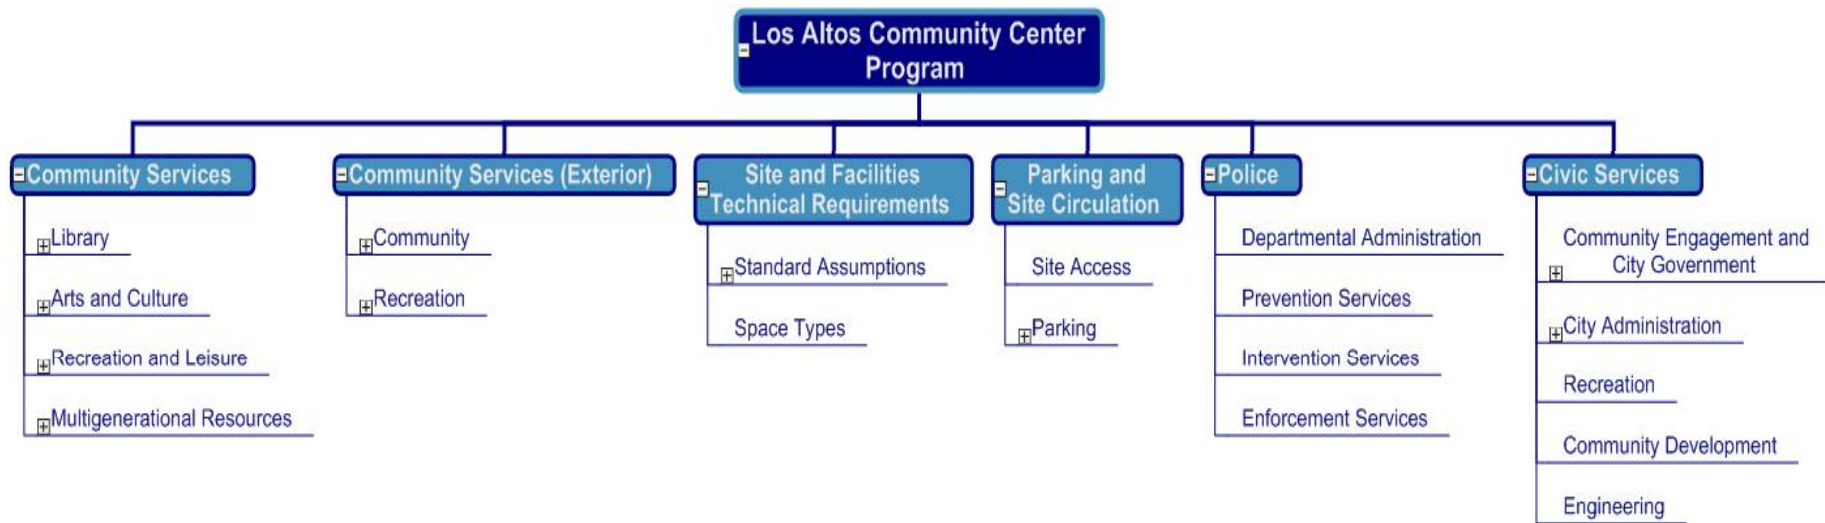 Los Altos Community Center
Program
Community Services
Library
Arts and Culture
Recreation and Leisure
Multigenerational Resources
Community Services (Exterior)
Community
Recreation
Site and Facilities
Technical Requirements
Standard Assumptions
Space Types
Parking and
Site Circulation
Site Access
Parking
Police
Departmental Administration
Prevention Services
Intervention Services
Enforcement Services
Civic Services
Community Engagement and
City Government
City Administration
Recreation
Community Development
Engineering